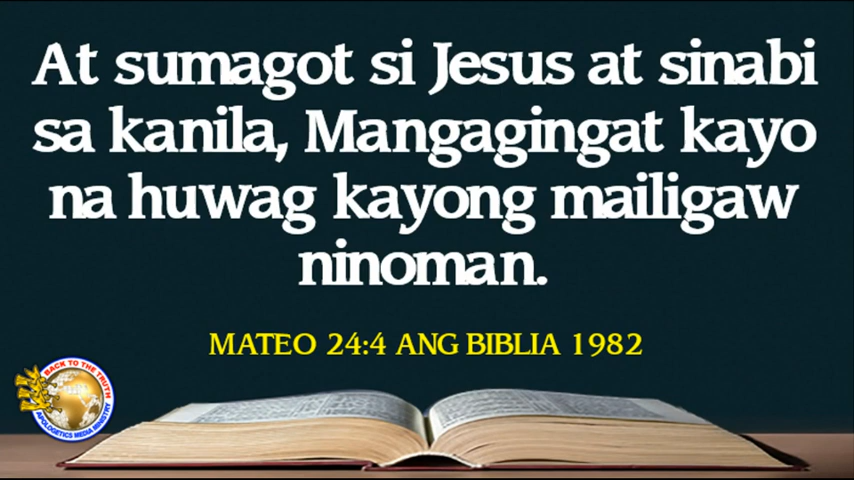 At sumagot si Jesus at sinabi
sa kanila, Mangagingat kayo
na huwag kayong mailigaw
ninoman.
MATEO 24:4 ANG BIBLIA 1982
BACK TO THE TRUTH
APOLOGETICS MEDIA MINISTRY